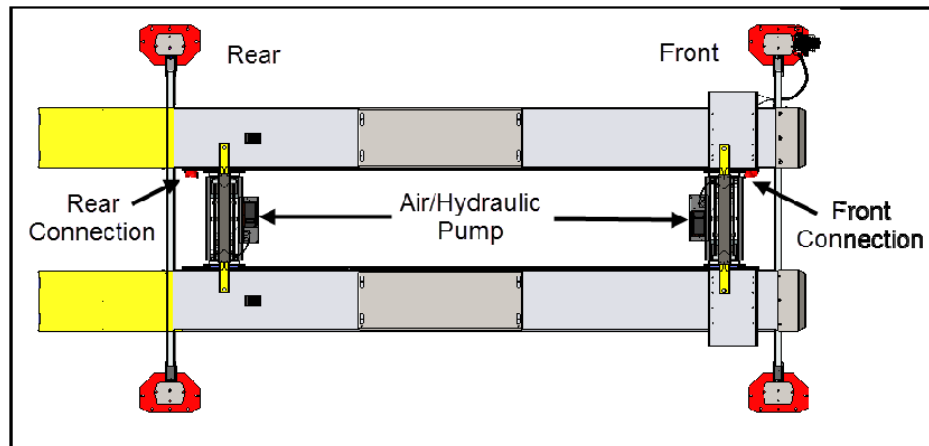 Rear
Front
Rear
Connection
Air/Hydraulic
Pump
Front
Connection